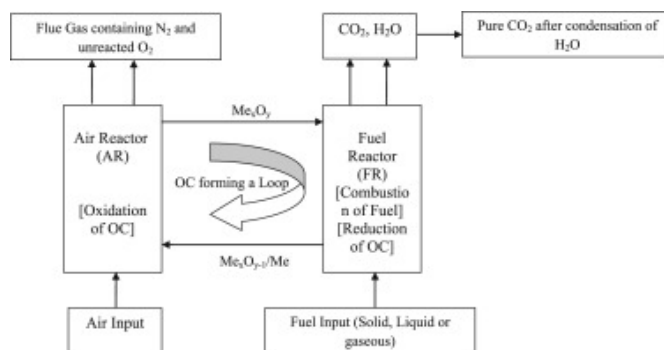 Flue Gas containing N₂ and
unreacted O₂
CO₂, H₂O
Pure CO₂ after condensation of
H₂O
Air Reactor
(AR)
[Oxidation
of OC]
MeₓOᵧ
OC forming a Loop
MeₓOᵧ₋₁/Me
Fuel
Reactor
(FR)
[Combustio
n of Fuel]
[Reduction
of OC]
Air Input
Fuel Input (Solid, Liquid or
gaseous)